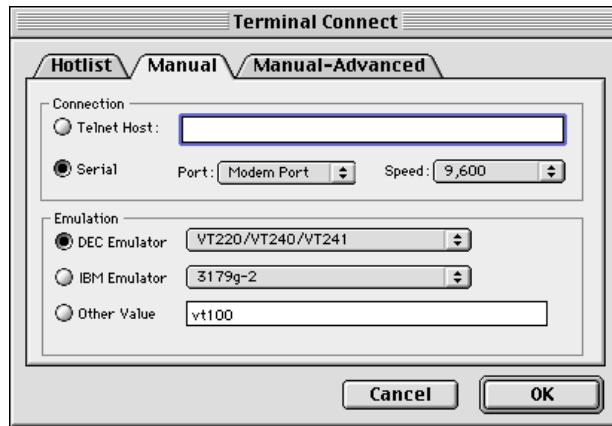 Terminal Connect
Hotlist Manual Manual-Advanced
Connection
Telnet Host:
Serial Port: Modem Port Speed: 9,600
Emulation
DEC Emulator VT220/VT240/VT241
IBM Emulator 3179g-2
Other Value vt100
Cancel OK